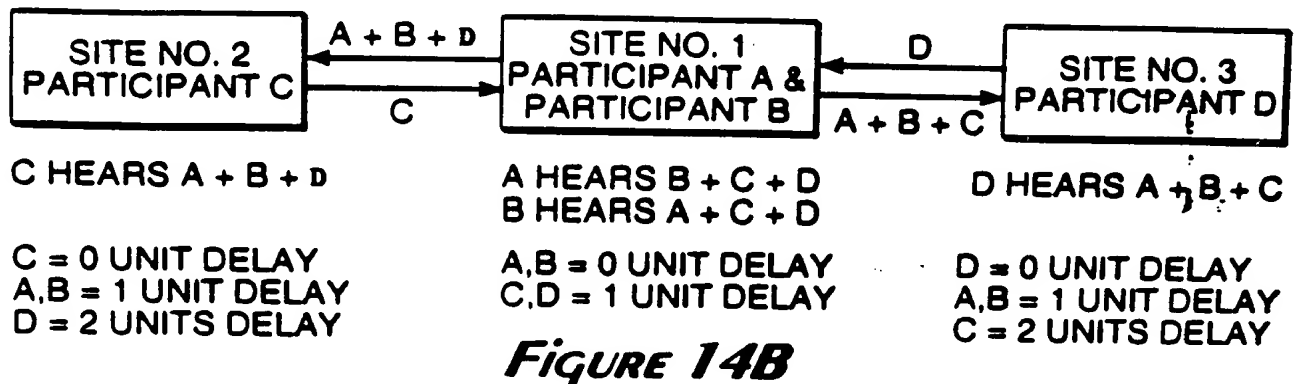 SITE NO. 2
PARTICIPANT C
A + B + D
C
SITE NO. 1
PARTICIPANT A &
PARTICIPANT B
D
A + B + C
SITE NO. 3
PARTICIPANT D
C HEARS A + B + D
C = 0 UNIT DELAY
A,B = 1 UNIT DELAY
D = 2 UNITS DELAY
A HEARS B + C + D
B HEARS A + C + D
A,B = 0 UNIT DELAY
C,D = 1 UNIT DELAY
D HEARS A + B + C
D = 0 UNIT DELAY
A,B = 1 UNIT DELAY
C = 2 UNITS DELAY
FIGURE 14B